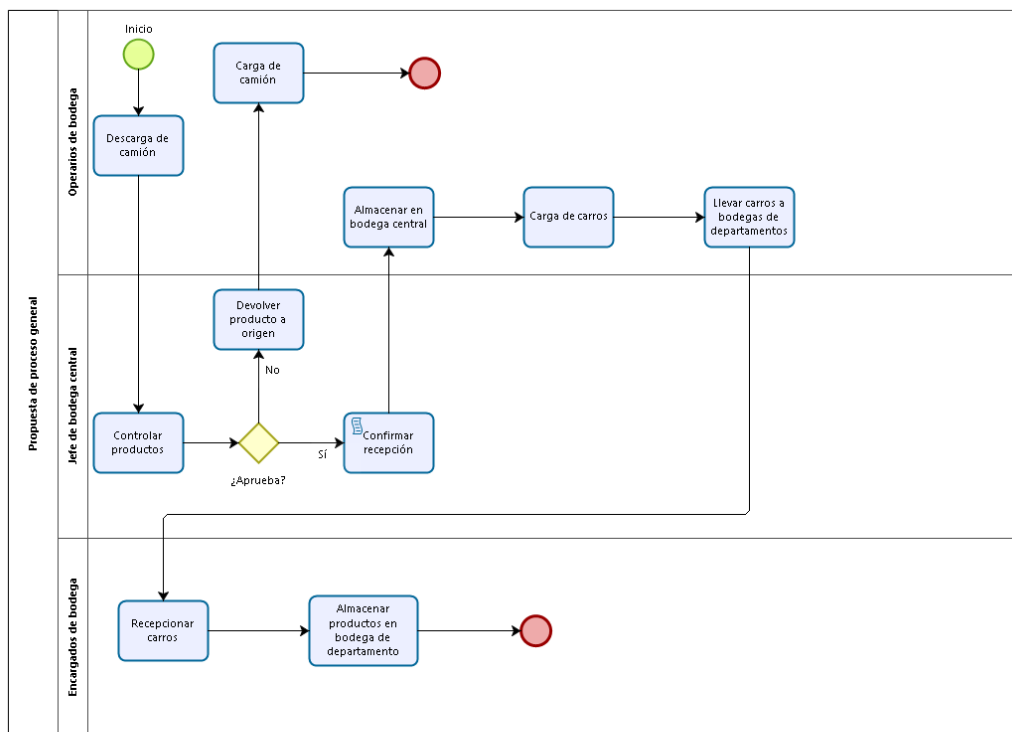 Propuesta de proceso general
Operarios de bodega
Inicio
Descarga de
camión
Carga de
camión
Almacenar en
bodega central
Carga de carros
Llevar carros a
bodegas de
departamentos
Jefe de bodega central
Controlar
productos
¿Aprueba?
No
Devolver
producto a
origen
Sí
Confirmar
recepción
Encargados de bodega
Recepcionar
carros
Almacenar
productos en
bodega de
departamento